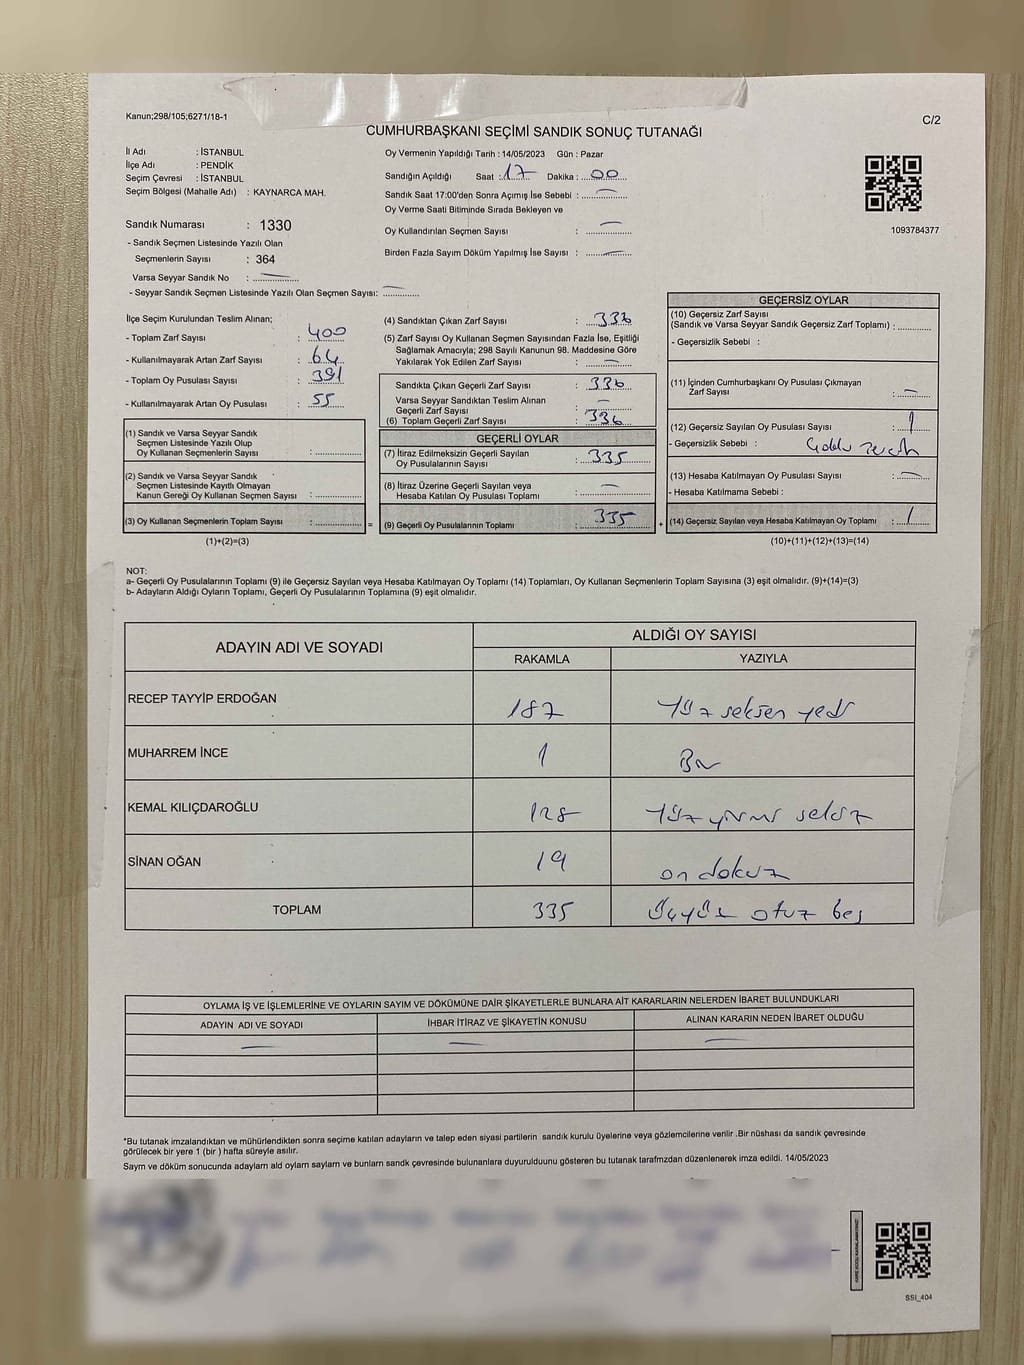 Kanun;298/105;6271/18-1
C/2
CUMHURBAŞKANI SEÇİMİ SANDIK SONUÇ TUTANAĞI
İl Adı : İSTANBUL
İlçe Adı : PENDİK
Seçim Çevresi : İSTANBUL
Seçim Bölgesi (Mahalle Adı) : KAYNARCA MAH.
Sandık Numarası : 1330
- Sandık Seçmen Listesinde Yazılı Olan
Seçmenlerin Sayısı : 364
Varsa Seyyar Sandık No : —
- Seyyar Sandık Seçmen Listesinde Yazılı Olan Seçmen Sayısı: —
Oy Vermenin Yapıldığı Tarih : 14/05/2023 Gün : Pazar
Sandığın Açıldığı Saat : 17 Dakika : 00
Sandık Saat 17:00'den Sonra Açımış İse Sebebi : —
Oy Verme Saati Bitiminde Sırada Bekleyen ve
Oy Kullandırılan Seçmen Sayısı : —
Birden Fazla Sayım Döküm Yapılmış İse Sayısı : —
1093784377
İlçe Seçim Kurulundan Teslim Alınan;
- Toplam Zarf Sayısı : 400
- Kullanılmayarak Artan Zarf Sayısı : 64
- Toplam Oy Pusulası Sayısı : 391
- Kullanılmayarak Artan Oy Pusulası : 55
(1) Sandık ve Varsa Seyyar Sandık
Seçmen Listesinde Yazılı Olup
Oy Kullanan Seçmenlerin Sayısı :
(2) Sandık ve Varsa Seyyar Sandık
Seçmen Listesinde Kayıtlı Olmayan
Kanun Gereği Oy Kullanan Seçmen Sayısı :
(3) Oy Kullanan Seçmenlerin Toplam Sayısı : =
(1)+(2)=(3)
(4) Sandıktan Çıkan Zarf Sayısı : 336
(5) Zarf Sayısı Oy Kullanan Seçmen Sayısından Fazla İse, Eşitliği
Sağlamak Amacıyla; 298 Sayılı Kanunun 98. Maddesine Göre
Yakılarak Yok Edilen Zarf Sayısı : —
Sandıkta Çıkan Geçerli Zarf Sayısı : 336
Varsa Seyyar Sandıktan Teslim Alınan
Geçerli Zarf Sayısı : —
(6) Toplam Geçerli Zarf Sayısı : 336
GEÇERLİ OYLAR
(7) İtiraz Edilmeksizin Geçerli Sayılan
Oy Pusulalarının Sayısı : 335
(8) İtiraz Üzerine Geçerli Sayılan veya
Hesaba Katılan Oy Pusulası Toplamı : —
(9) Geçerli Oy Pusulalarının Toplamı : 335 +
GEÇERSİZ OYLAR
(10) Geçersiz Zarf Sayısı
(Sandık ve Varsa Seyyar Sandık Geçersiz Zarf Toplamı) :
- Geçersizlik Sebebi :
(11) İçinden Cumhurbaşkanı Oy Pusulası Çıkmayan
Zarf Sayısı : —
(12) Geçersiz Sayılan Oy Pusulası Sayısı : 1
- Geçersizlik Sebebi :
(13) Hesaba Katılmayan Oy Pusulası Sayısı : —
- Hesaba Katılmama Sebebi :
(14) Geçersiz Sayılan veya Hesaba Katılmayan Oy Toplamı : 1
(10)+(11)+(12)+(13)=(14)
NOT:
a- Geçerli Oy Pusulalarının Toplamı (9) ile Geçersiz Sayılan veya Hesaba Katılmayan Oy Toplamı (14) Toplamları, Oy Kullanan Seçmenlerin Toplam Sayısına (3) eşit olmalıdır. (9)+(14)=(3)
b- Adayların Aldığı Oyların Toplamı, Geçerli Oy Pusulalarının Toplamına (9) eşit olmalıdır.
ADAYIN ADI VE SOYADI ALDIĞI OY SAYISI
RAKAMLA YAZIYLA
RECEP TAYYİP ERDOĞAN 187 Yüz seksen yedi
MUHARREM İNCE 1 Bir
KEMAL KILIÇDAROĞLU 128 Yüz yirmi sekiz
SİNAN OĞAN 19 on dokuz
TOPLAM 335 Üçyüz otuz beş
OYLAMA İŞ VE İŞLEMLERİNE VE OYLARIN SAYIM VE DÖKÜMÜNE DAİR ŞİKAYETLERLE BUNLARA AİT KARARLARIN NELERDEN İBARET BULUNDUKLARI
ADAYIN ADI VE SOYADI İHBAR İTİRAZ VE ŞİKAYETİN KONUSU ALINAN KARARIN NEDEN İBARET OLDUĞU
— — —
*Bu tutanak imzalandıktan ve mühürlendikten sonra seçime katılan adayların ve talep eden siyasi partilerin sandık kurulu üyelerine veya gözlemcilerine verilir .Bir nüshası da sandık çevresinde
görülecek bir yere 1 (bir ) hafta süreyle asılır.
Saym ve döküm sonucunda adaylarn ald oylarn saylarn ve bunlarn sandk çevresinde bulunanlara duyurulduunu gösteren bu tutanak tarafmzdan düzenlenerek imza edildi. 14/05/2023
SSI_404